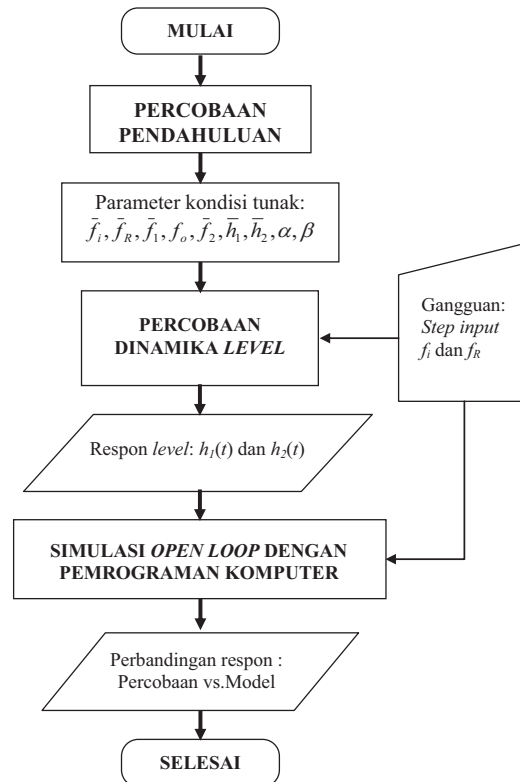 MULAI
PERCOBAAN
PENDAHULUAN
Parameter kondisi tunak:
f̄ᵢ, f̄_R, f̄₁, fₒ, f̄₂, h̄₁, h̄₂, α, β
Gangguan:
Step input
fᵢ dan f_R
PERCOBAAN
DINAMIKA LEVEL
Respon level: h₁(t) dan h₂(t)
SIMULASI OPEN LOOP DENGAN
PEMROGRAMAN KOMPUTER
Perbandingan respon :
Percobaan vs.Model
SELESAI